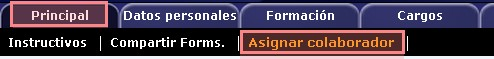 Principal Datos personales Formación Cargos
Instructivos | Compartir Forms. | Asignar colaborador |